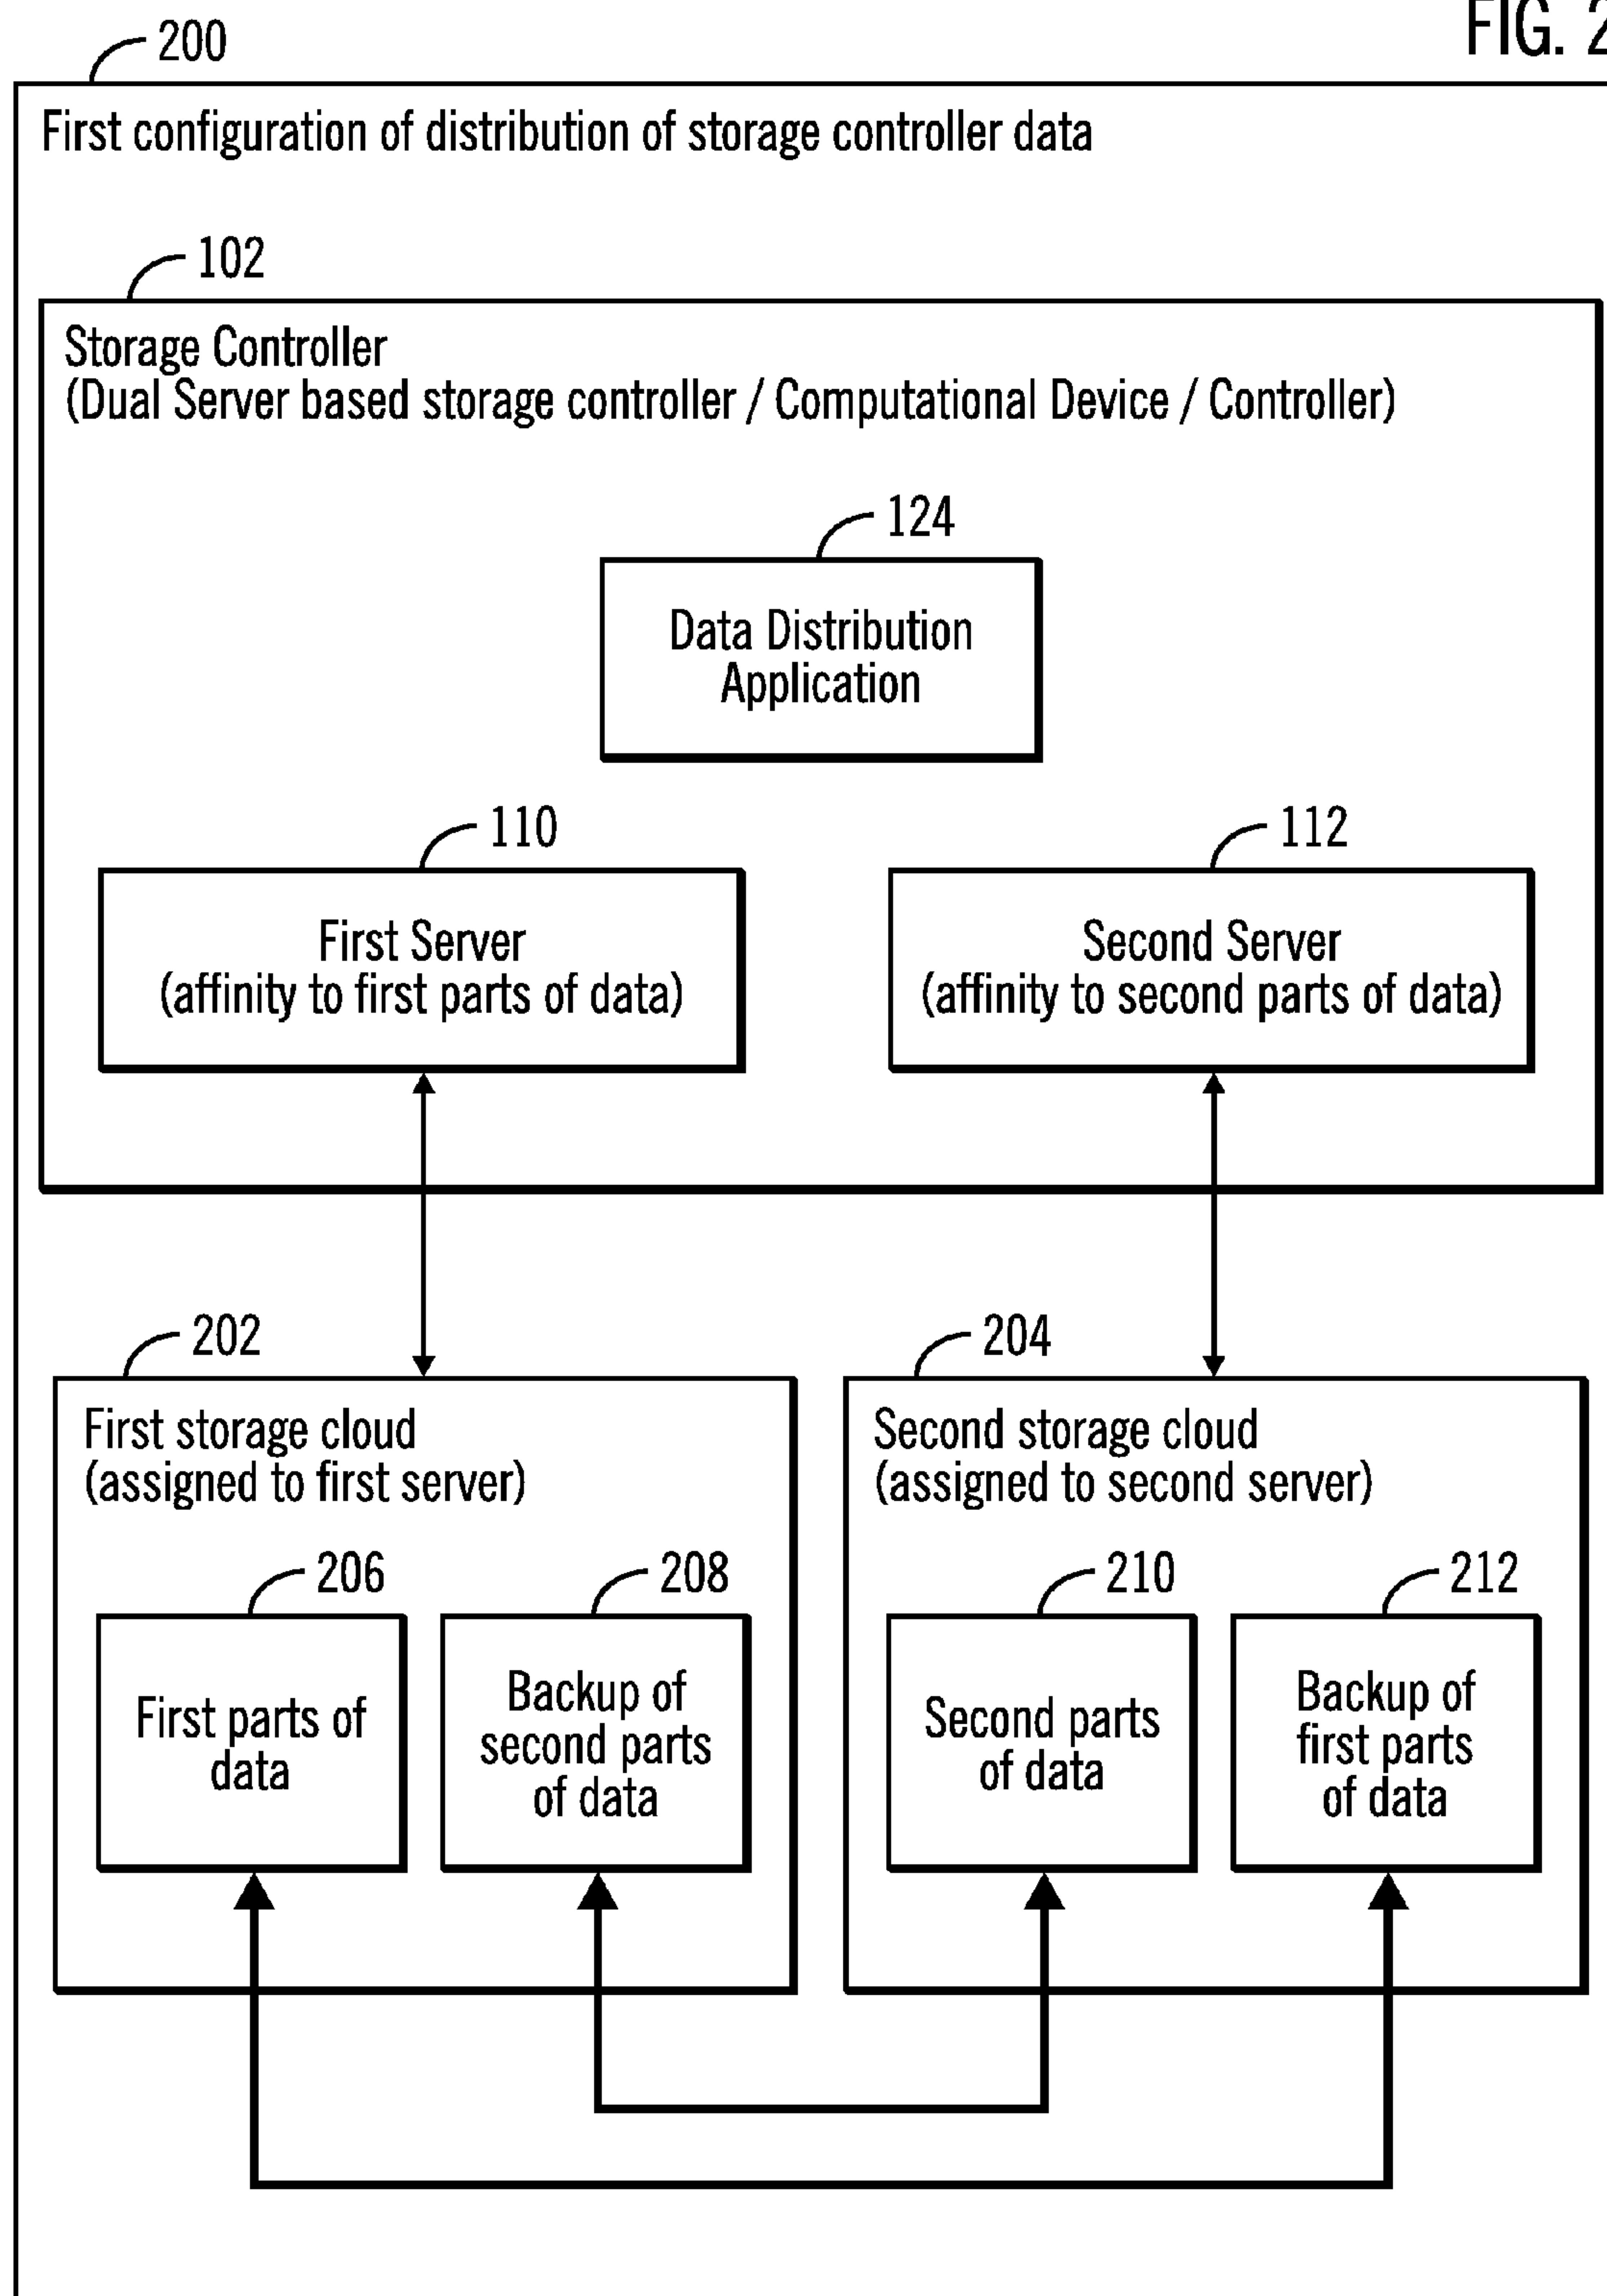 FIG. 2
200
First configuration of distribution of storage controller data
102
Storage Controller
(Dual Server based storage controller / Computational Device / Controller)
124
Data Distribution
Application
110
112
First Server
(affinity to first parts of data)
Second Server
(affinity to second parts of data)
202
204
First storage cloud
(assigned to first server)
Second storage cloud
(assigned to second server)
206
208
210
212
First parts of
data
Backup of
second parts
of data
Second parts
of data
Backup of
first parts
of data